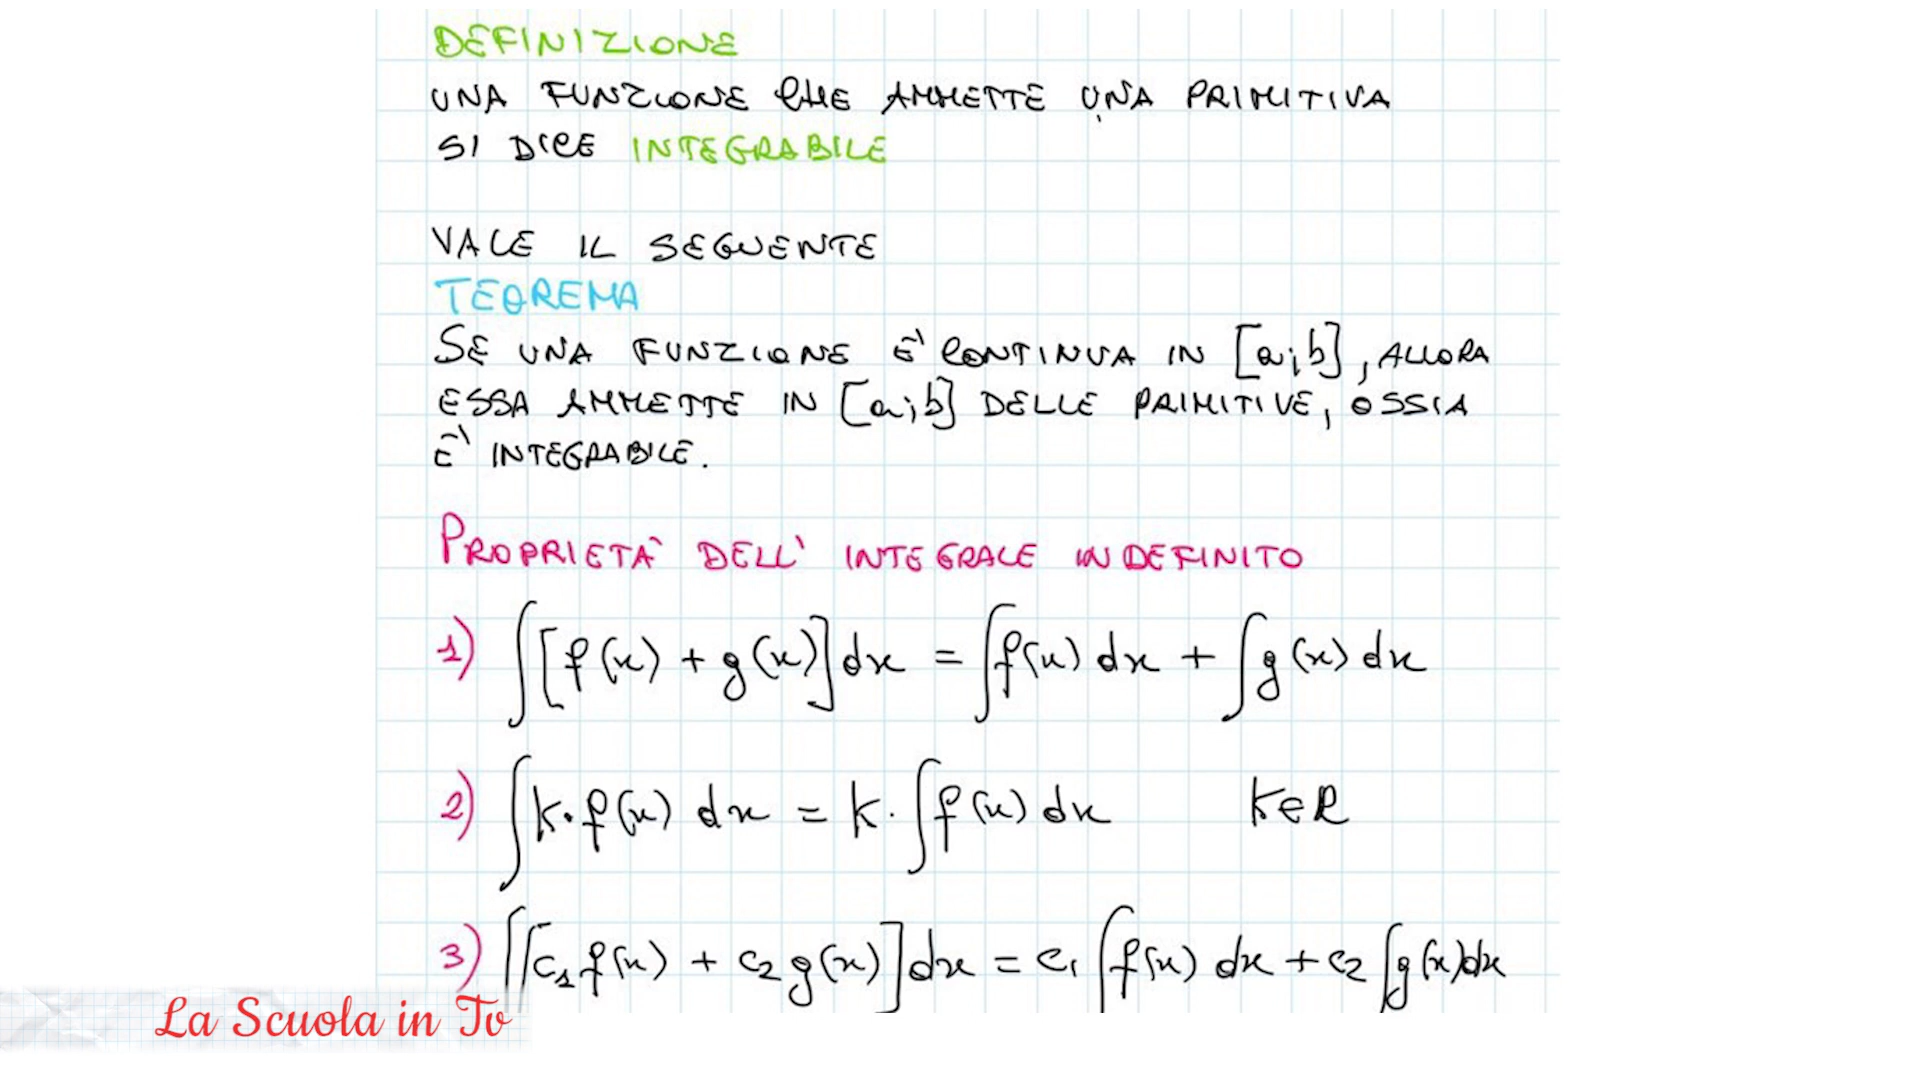 DEFINIZIONE
UNA FUNZIONE CHE AMMETTE UNA PRIMITIVA
SI DICE INTEGRABILE
VALE IL SEGUENTE
TEOREMA
SE UNA FUNZIONE E' CONTINUA IN [a;b], ALLORA
ESSA AMMETTE IN [a;b] DELLE PRIMITIVE, OSSIA
E' INTEGRABILE.
PROPRIETA' DELL' INTEGRALE INDEFINITO
1) ∫[f(x) + g(x)]dx = ∫f(x) dx + ∫g(x) dx
2) ∫k·f(x) dx = k·∫f(x) dx K∈R
3) ∫[c₁f(x) + c₂g(x)]dx = c₁∫f(x) dx + c₂∫g(x)dx
La Scuola in Tv